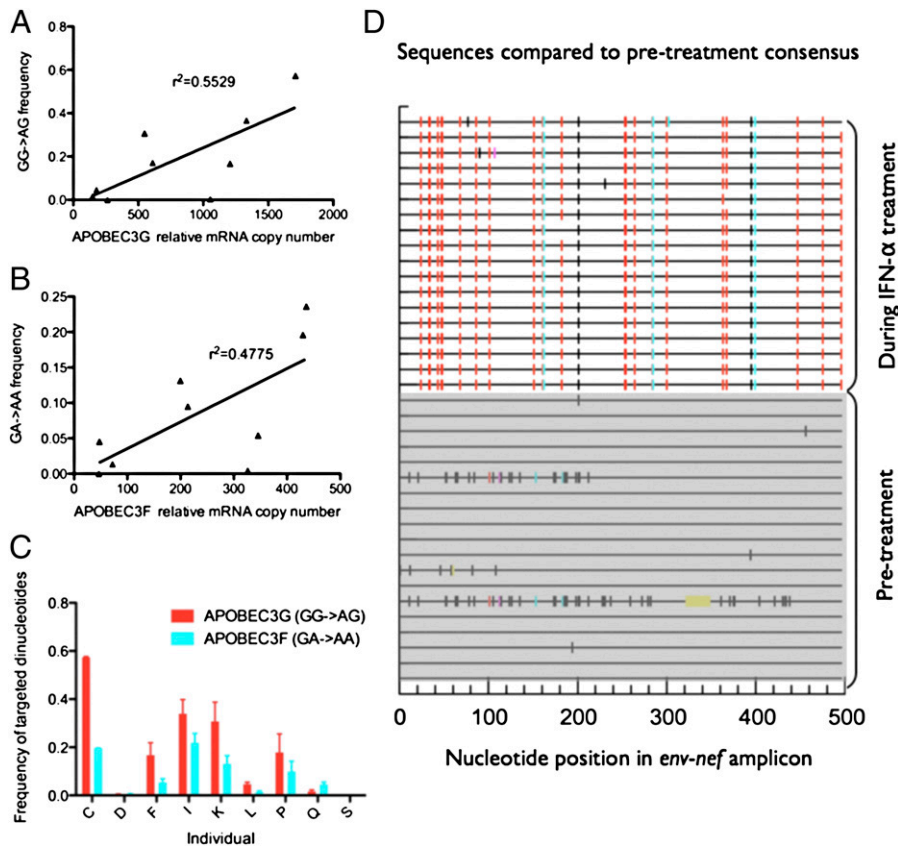 A
GG->AG frequency
0.8
0.6
0.4
0.2
0.0
r²=0.5529
0 500 1000 1500 2000
APOBEC3G relative mRNA copy number
B
GA->AA frequency
0.25
0.20
0.15
0.10
0.05
0.00
r²=0.4775
0 100 200 300 400 500
APOBEC3F relative mRNA copy number
C
Frequency of targeted dinucleotides
0.8
0.6
0.4
0.2
0.0
APOBEC3G (GG->AG)
APOBEC3F (GA->AA)
C D F I K L P Q S
Individual
D
Sequences compared to pre-treatment consensus
During IFN-α treatment
Pre-treatment
0 100 200 300 400 500
Nucleotide position in env-nef amplicon